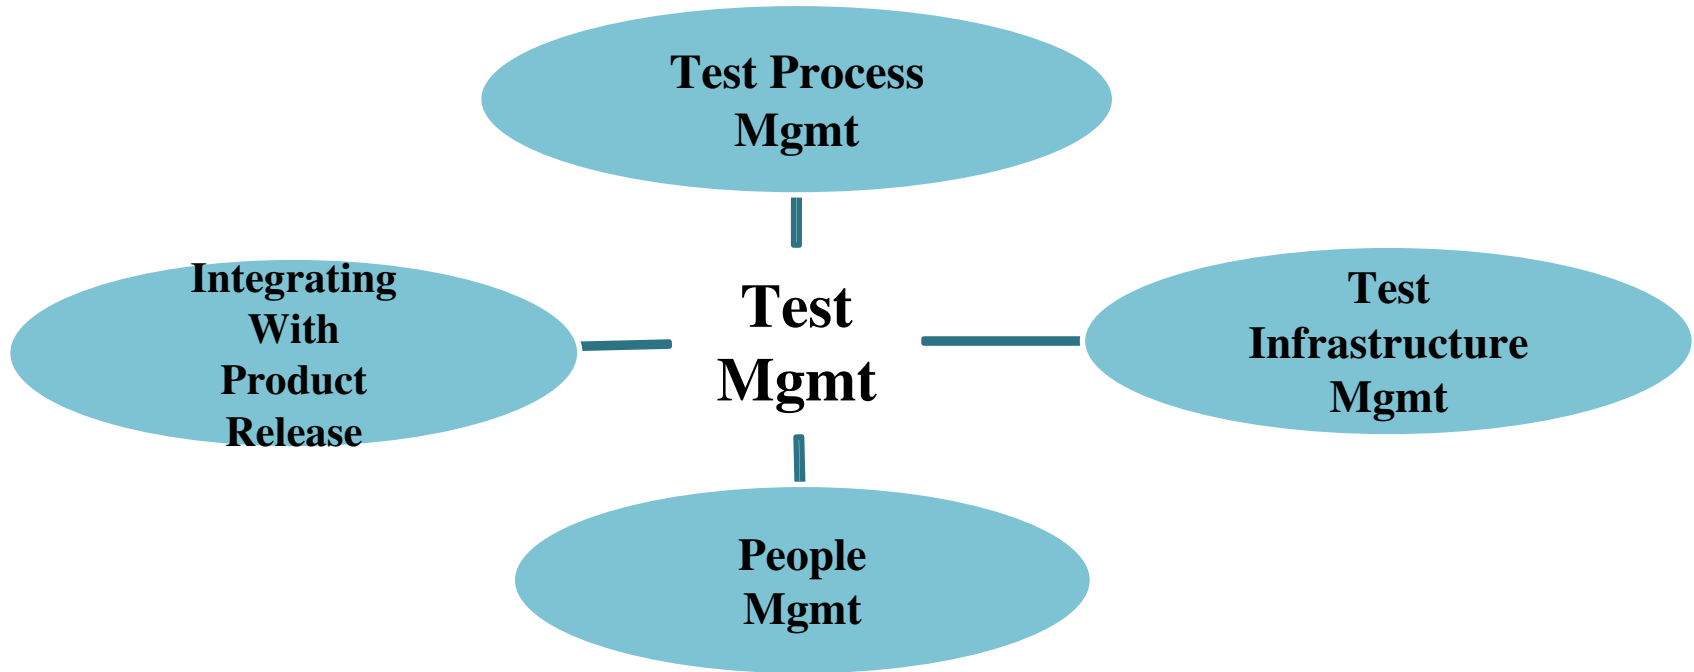 Test Process
Mgmt
Integrating
With
Product
Release
Test
Mgmt
Test
Infrastructure
Mgmt
People
Mgmt